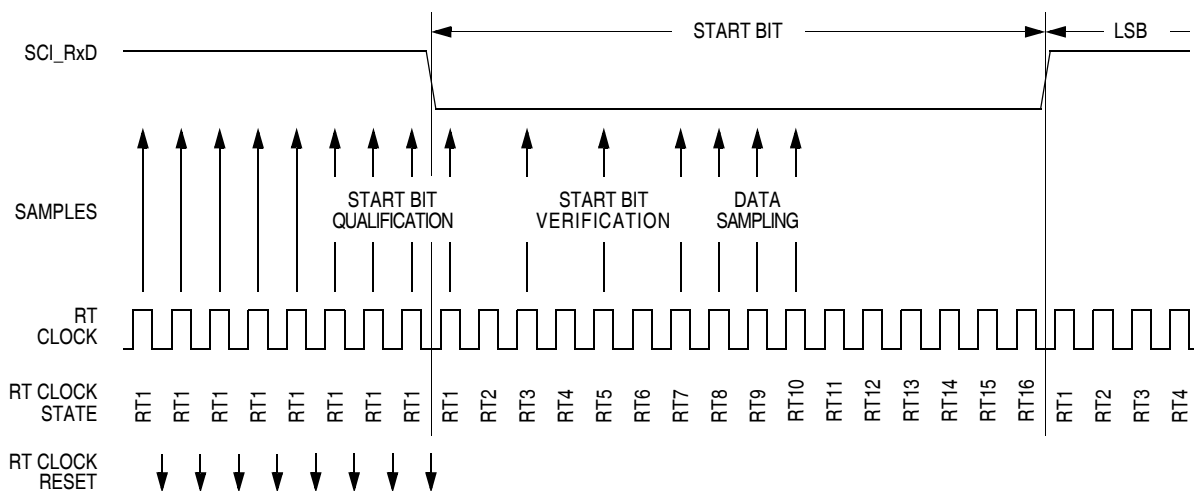 START BIT
LSB
SCI_RxD
SAMPLES
START BIT
QUALIFICATION
START BIT
VERIFICATION
DATA
SAMPLING
RT
CLOCK
RT CLOCK
STATE
RT1 RT1 RT1 RT1 RT1 RT1 RT1 RT1 RT1 RT2 RT3 RT4 RT5 RT6 RT7 RT8 RT9 RT10 RT11 RT12 RT13 RT14 RT15 RT16 RT1 RT2 RT3 RT4
RT CLOCK
RESET